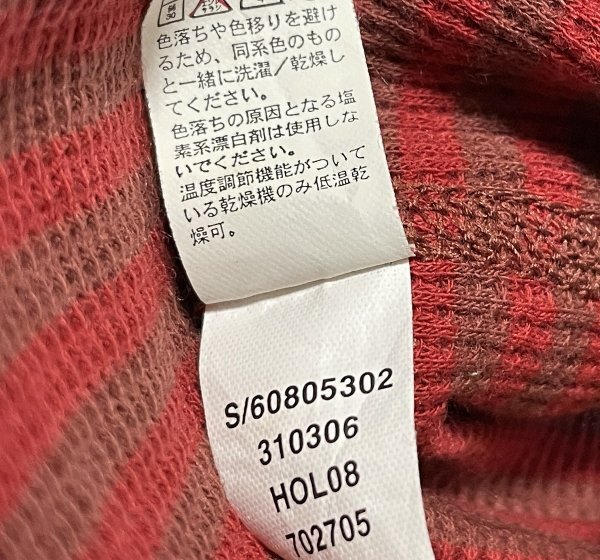 色落ちや色移りを避け
るため、同系色のもの
と一緒に洗濯/乾燥し
てください。
色落ちの原因となる塩
素系漂白剤は使用しな
いでください。
温度調節機能がついて
いる乾燥機のみ低温乾
燥可。
S/60805302
310306
HOL08
702705